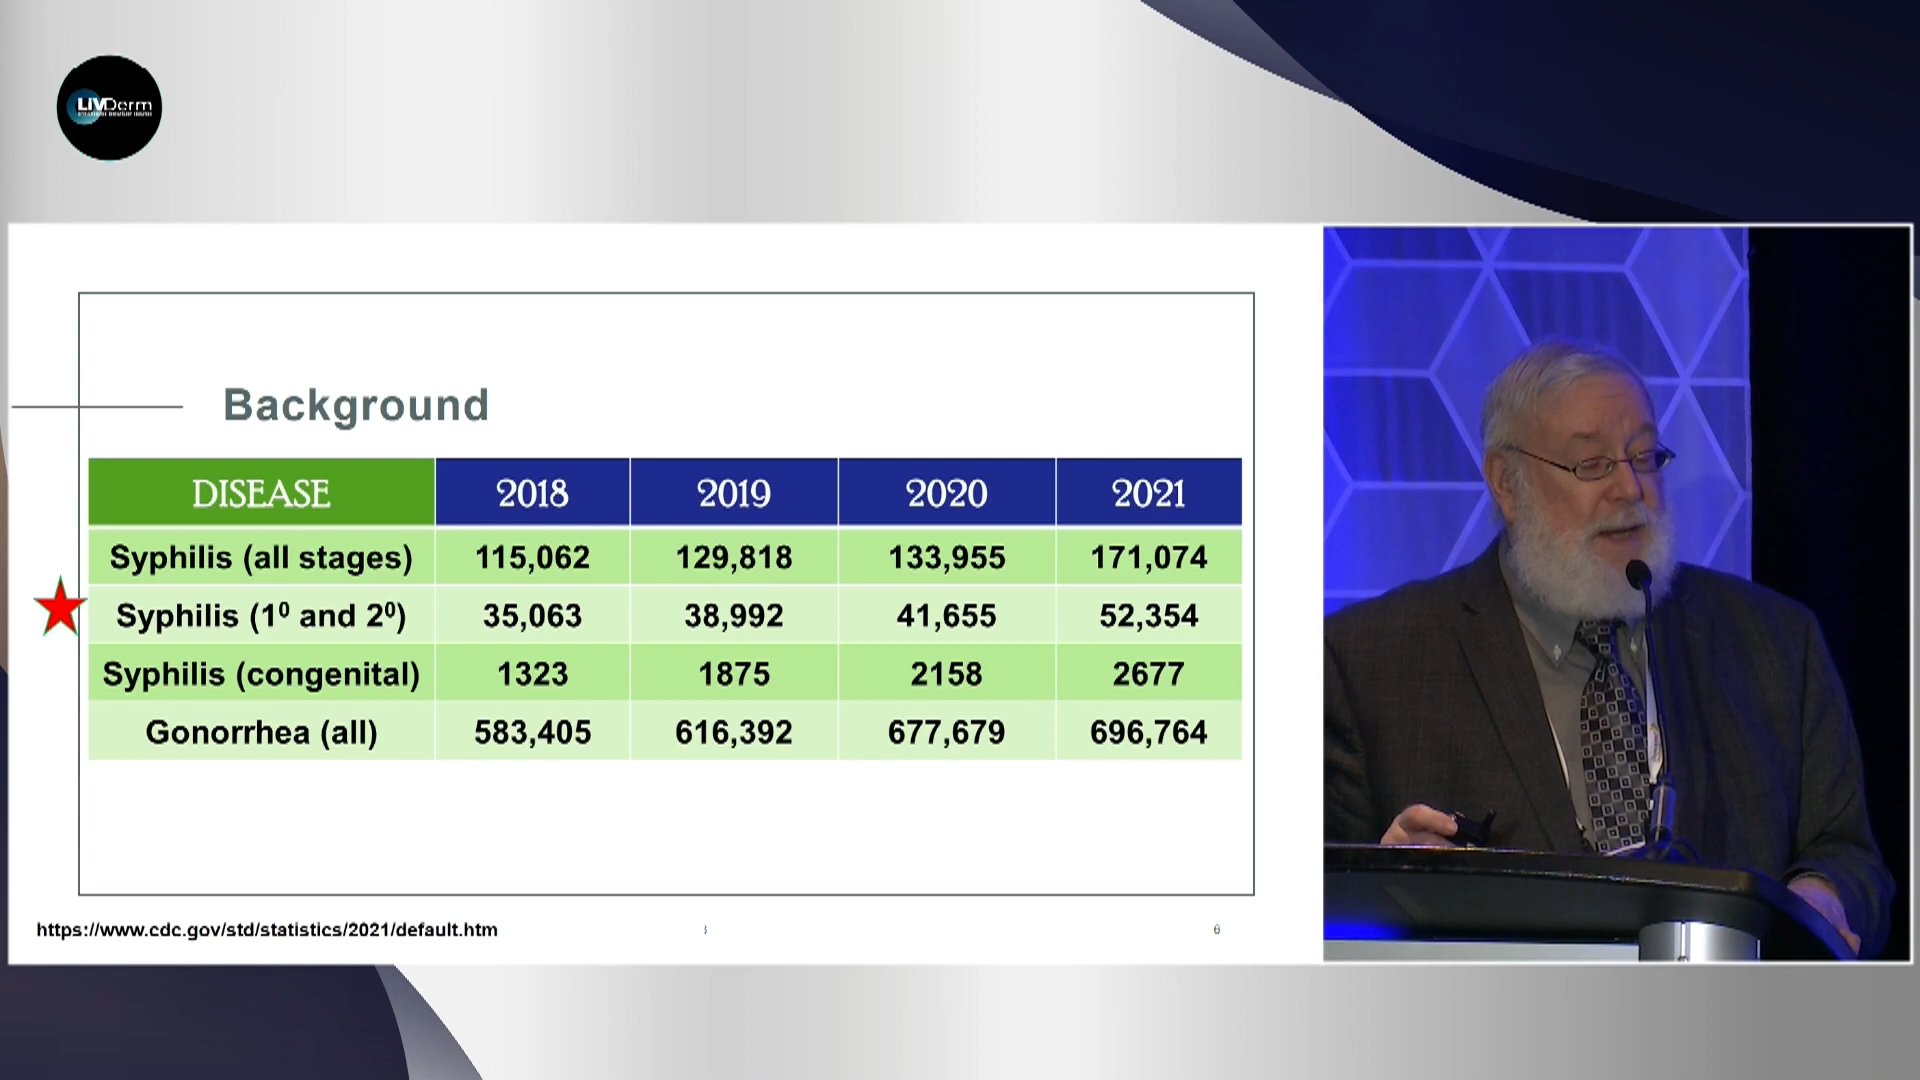 LIVDerm
Background
DISEASE 2018 2019 2020 2021
Syphilis (all stages) 115,062 129,818 133,955 171,074
Syphilis (1⁰ and 2⁰) 35,063 38,992 41,655 52,354
Syphilis (congenital) 1323 1875 2158 2677
Gonorrhea (all) 583,405 616,392 677,679 696,764
https://www.cdc.gov/std/statistics/2021/default.htm
6